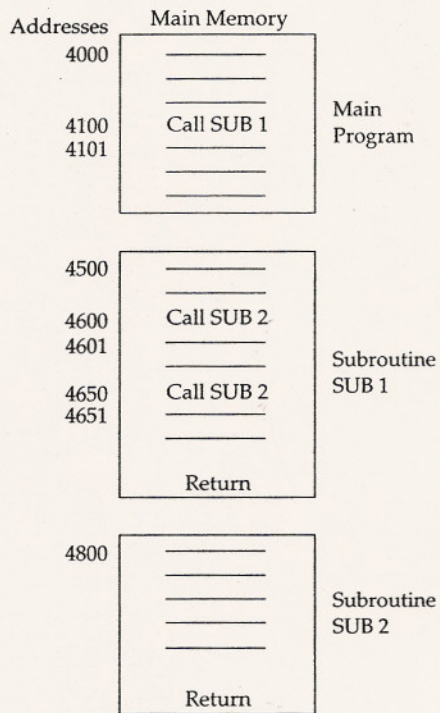 Addresses
Main Memory
4000
4100
Call SUB 1
4101
Main
Program
4500
4600
Call SUB 2
4601
4650
Call SUB 2
4651
Return
Subroutine
SUB 1
4800
Return
Subroutine
SUB 2